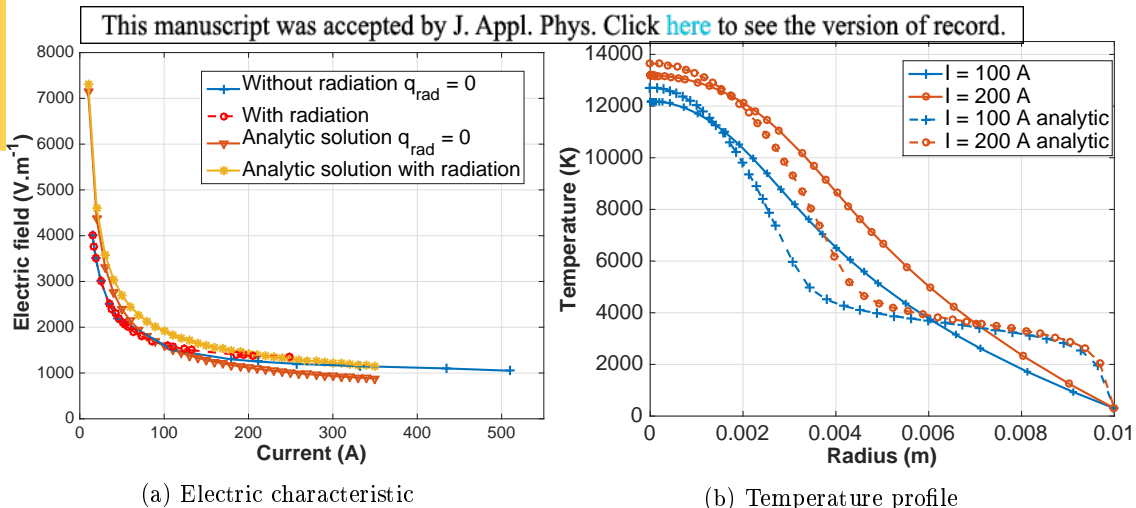 This manuscript was accepted by J. Appl. Phys. Click here to see the version of record.
8000
7000
6000
5000
4000
3000
2000
1000
0
0
100
200
300
400
500
Electric field (V.m-1)
Current (A)
Without radiation qrad = 0
With radiation
Analytic solution qrad = 0
Analytic solution with radiation
(a) Electric characteristic
14000
12000
10000
8000
6000
4000
2000
0
0
0.002
0.004
0.006
0.008
0.01
Temperature (K)
Radius (m)
I = 100 A
I = 200 A
I = 100 A analytic
I = 200 A analytic
(b) Temperature profile